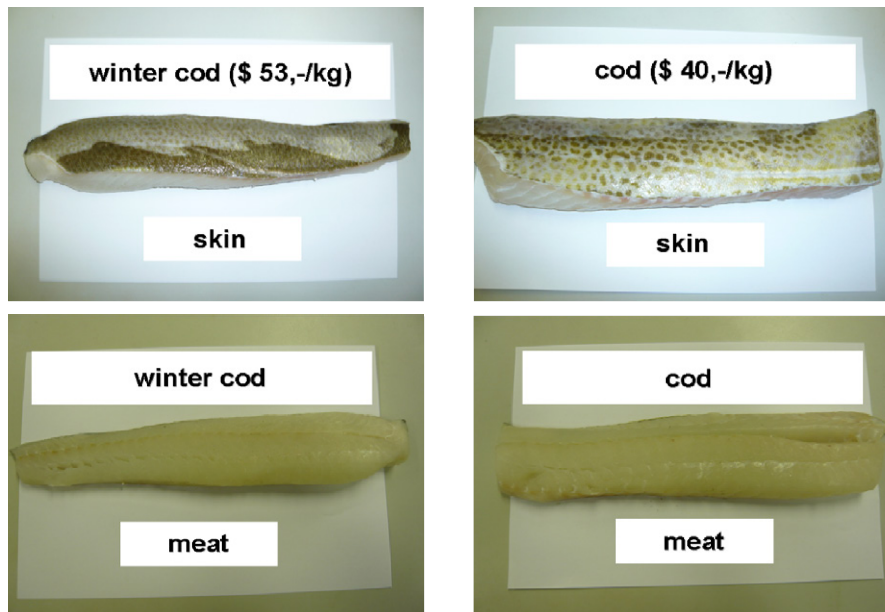 winter cod ($ 53,-/kg)
cod ($ 40,-/kg)
skin
skin
winter cod
cod
meat
meat